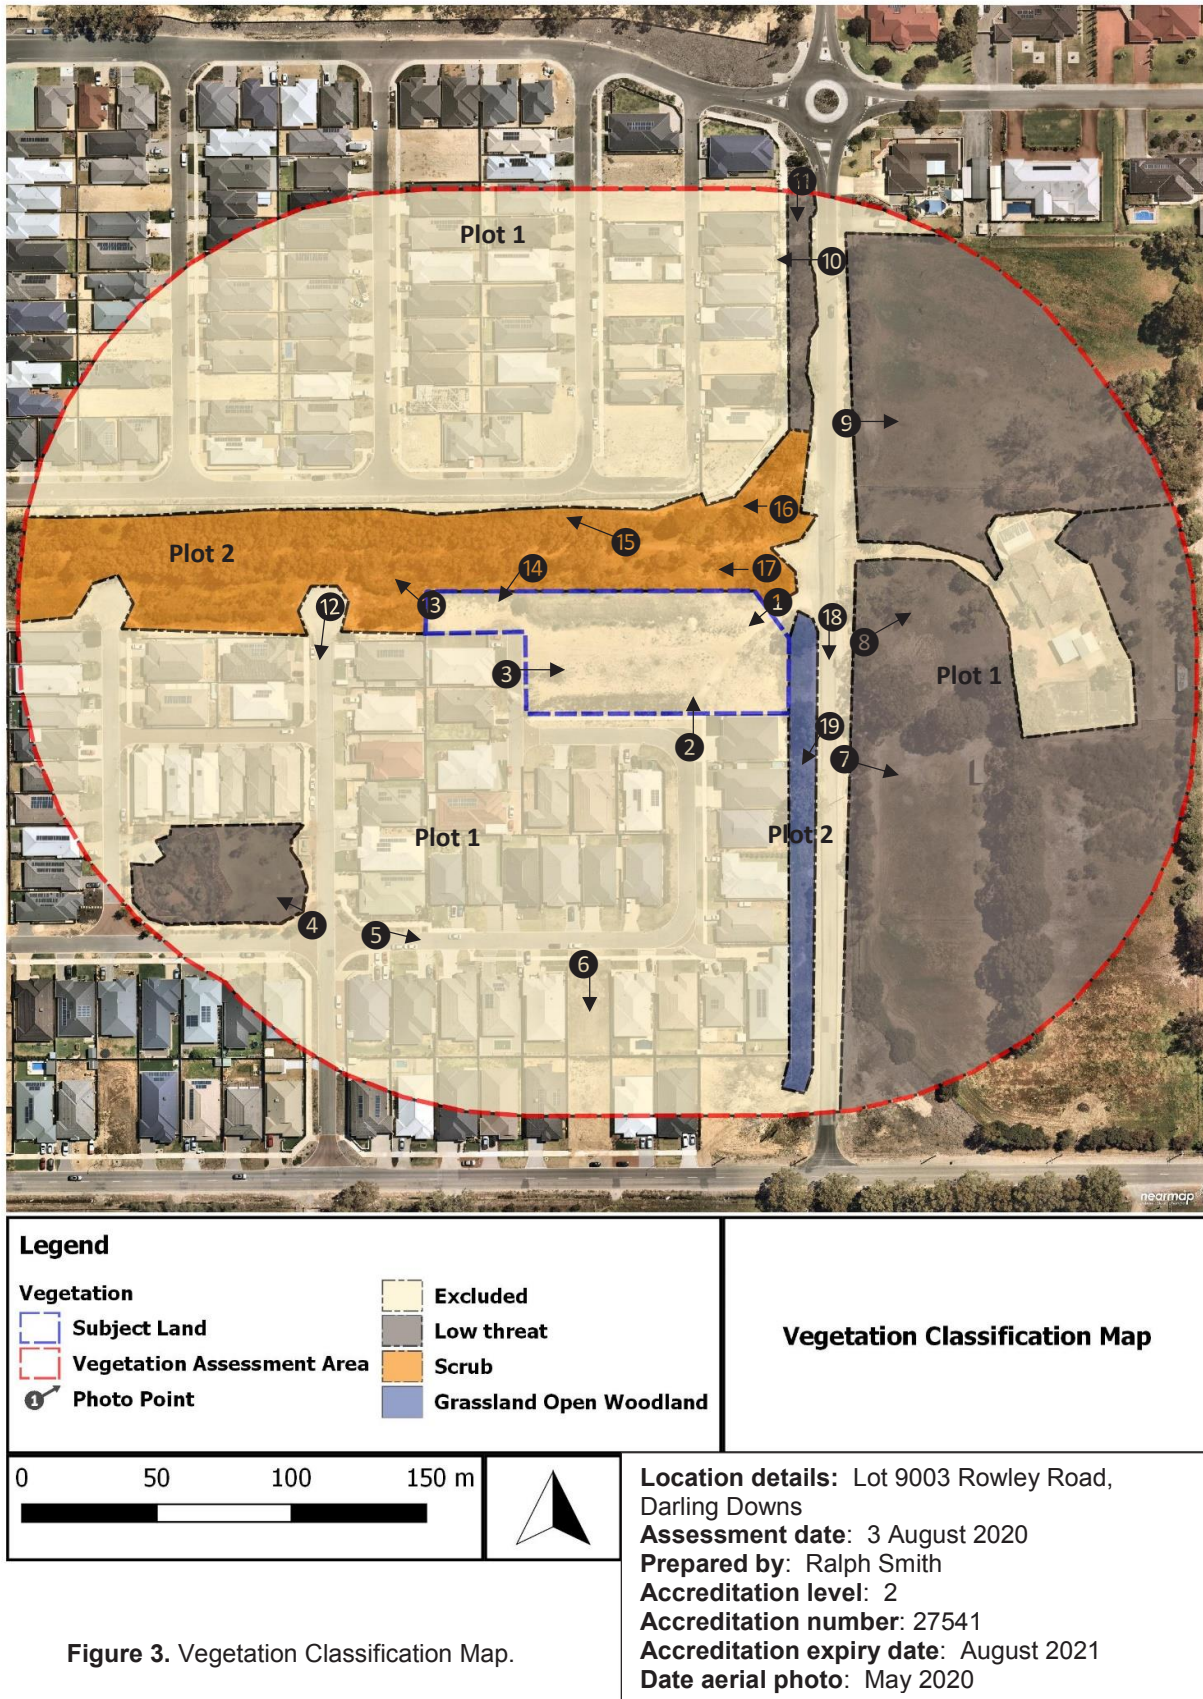 11
Plot 1
10
9
16
15
Plot 2
14
17
13
1
12
18
8
3
Plot 1
19
2
7
Plot 1
Plot 2
4
5
6
nearmap
Legend
Vegetation
Subject Land
Vegetation Assessment Area
1 Photo Point
Excluded
Low threat
Scrub
Grassland Open Woodland
Vegetation Classification Map
0 50 100 150 m
Location details: Lot 9003 Rowley Road,
Darling Downs
Assessment date: 3 August 2020
Prepared by: Ralph Smith
Accreditation level: 2
Accreditation number: 27541
Accreditation expiry date: August 2021
Date aerial photo: May 2020
Figure 3. Vegetation Classification Map.